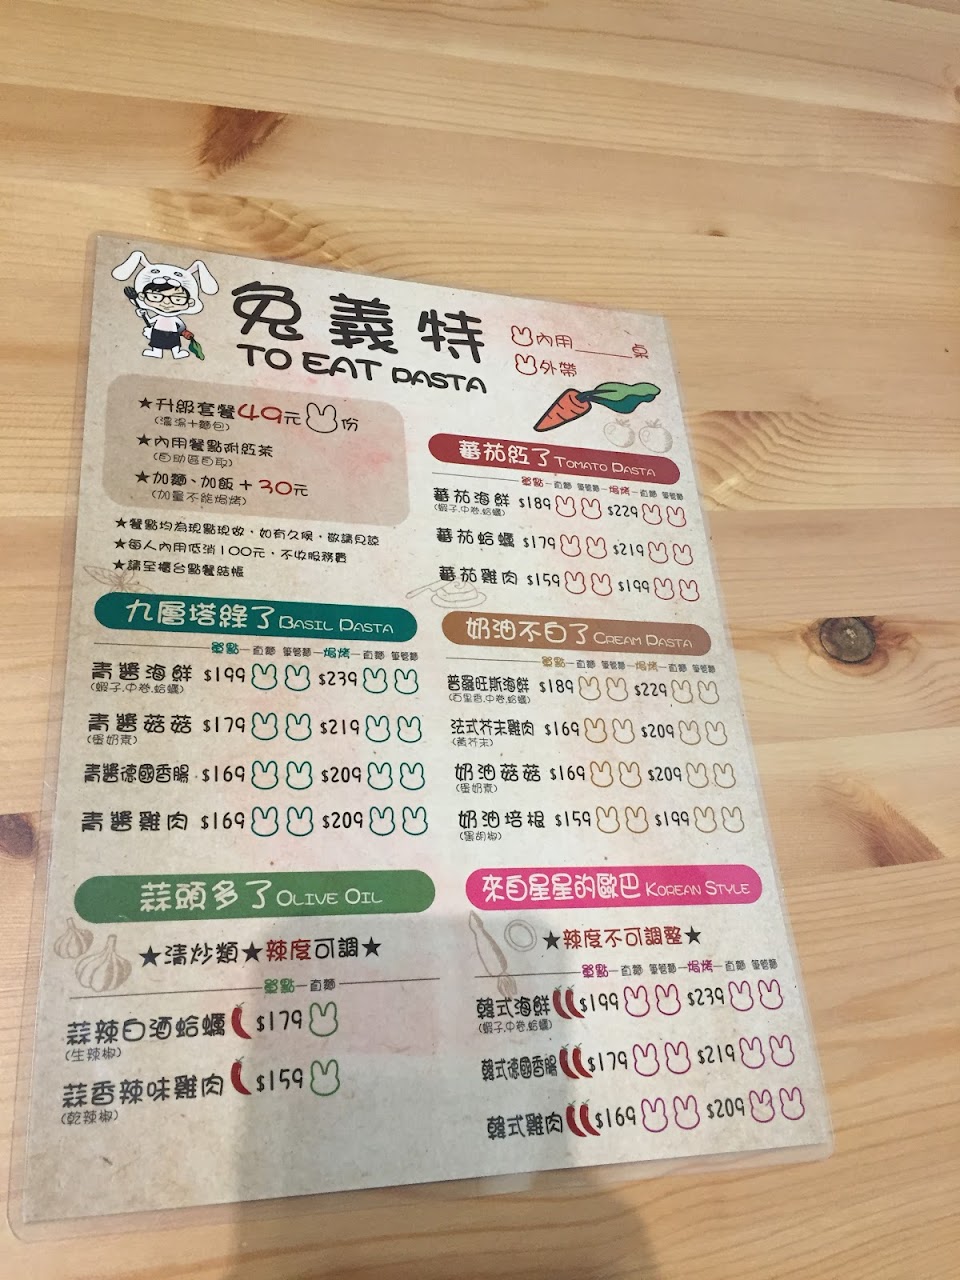 兔義特
TO EAT PASTA
內用____桌
外帶
★升級套餐49元 份
(濃湯+麵包)
★內用餐點附紅茶
(自助區自取)
★加麵、加飯+30元
(加量不能焗烤)
★餐點均為現點現做，如有久候，敬請見諒
★每人內用低消100元，不收服務費
★請至櫃台點餐結帳
蕃茄紅了 TOMATO PASTA
單點—直麵 筆管麵—焗烤—直麵 筆管麵
蕃茄海鮮 $189 $229
(蝦子.中卷.蛤蠣)
蕃茄蛤蠣 $179 $219
蕃茄雞肉 $159 $199
九層塔綠了 BASIL PASTA
單點—直麵 筆管麵—焗烤—直麵 筆管麵
青醬海鮮 $199 $239
(蝦子.中卷.蛤蠣)
青醬菇菇 $179 $219
(蛋奶素)
青醬德國香腸 $169 $209
青醬雞肉 $169 $209
奶油不白了 CREAM PASTA
單點—直麵 筆管麵—焗烤—直麵 筆管麵
普羅旺斯海鮮 $189 $229
(百里香.中卷.蛤蠣)
法式芥末雞肉 $169 $209
(黃芥末)
奶油菇菇 $169 $209
(蛋奶素)
奶油培根 $159 $199
(黑胡椒)
蒜頭多了 OLIVE OIL
★清炒類★辣度可調★
單點—直麵
蒜辣白酒蛤蠣 $179
(生辣椒)
蒜香辣味雞肉 $159
(乾辣椒)
來自星星的歐巴 KOREAN STYLE
★辣度不可調整★
單點—直麵 筆管麵—焗烤—直麵 筆管麵
韓式海鮮 $199 $239
(蝦子.中卷.蛤蠣)
韓式德國香腸 $179 $219
韓式雞肉 $169 $209